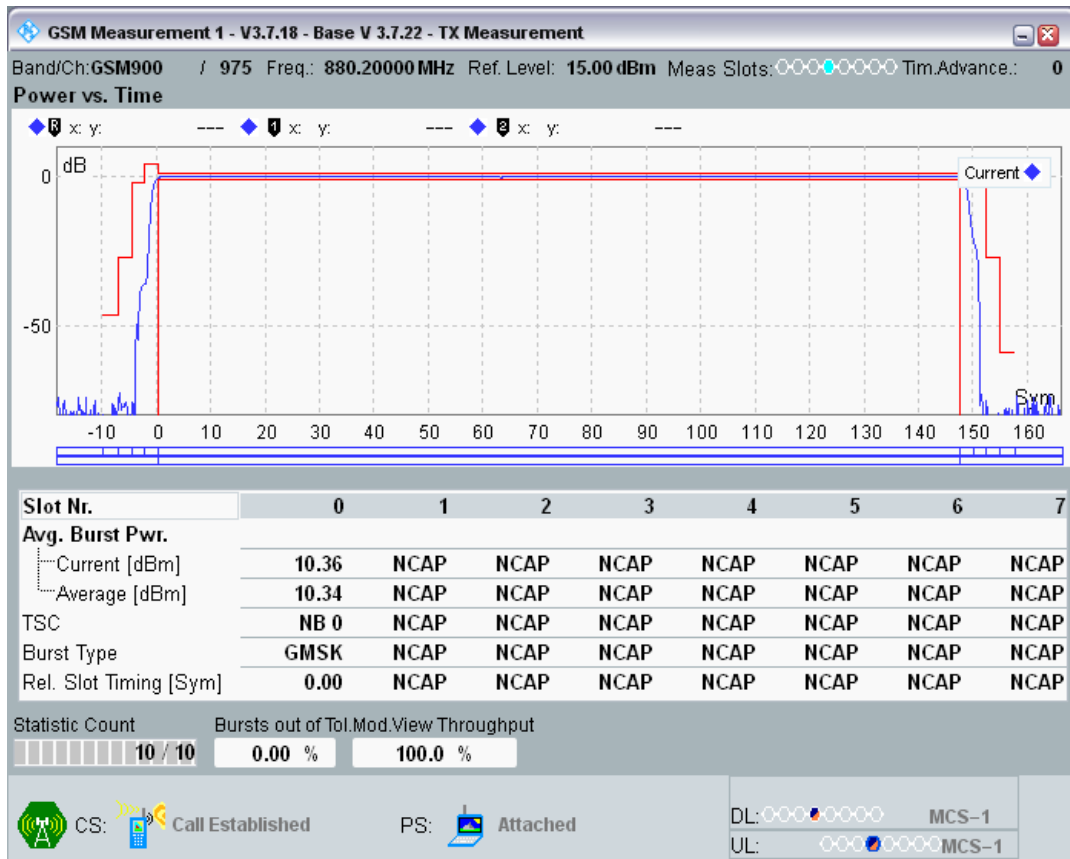 GSM Measurement 1 - V3.7.18 - Base V 3.7.22 - TX Measurement
Band/Ch:GSM900 / 975 Freq.: 880.20000 MHz Ref. Level: 15.00 dBm Meas Slots: Tim.Advance.: 0
Power vs. Time
R x: y: --- 1 x: y: --- 2 x: y: ---
dB
Current
0
-50
Sym
-10 0 10 20 30 40 50 60 70 80 90 100 110 120 130 140 150 160
Slot Nr. 0 1 2 3 4 5 6 7
Avg. Burst Pwr.
Current [dBm] 10.36 NCAP NCAP NCAP NCAP NCAP NCAP NCAP
Average [dBm] 10.34 NCAP NCAP NCAP NCAP NCAP NCAP NCAP
TSC NB 0 NCAP NCAP NCAP NCAP NCAP NCAP NCAP
Burst Type GMSK NCAP NCAP NCAP NCAP NCAP NCAP NCAP
Rel. Slot Timing [Sym] 0.00 NCAP NCAP NCAP NCAP NCAP NCAP NCAP
Statistic Count Bursts out of Tol. Mod.View Throughput
10 / 10 0.00 % 100.0 %
CS: Call Established PS: Attached DL: MCS-1
UL: MCS-1